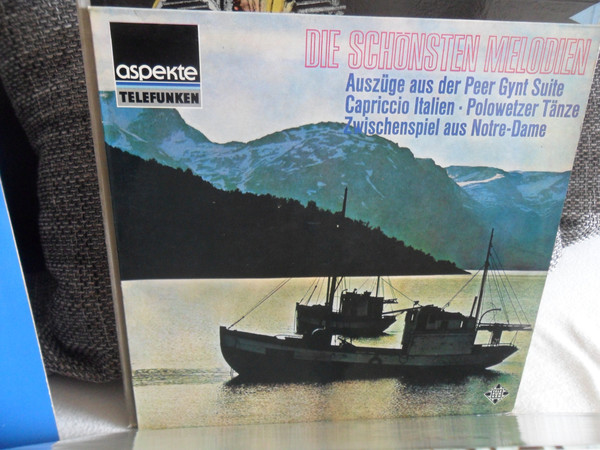 aspekte
TELEFUNKEN
DIE SCHÖNSTEN MELODIEN
Auszüge aus der Peer Gynt Suite
Capriccio Italien · Polowetzer Tänze
Zwischenspiel aus Notre-Dame